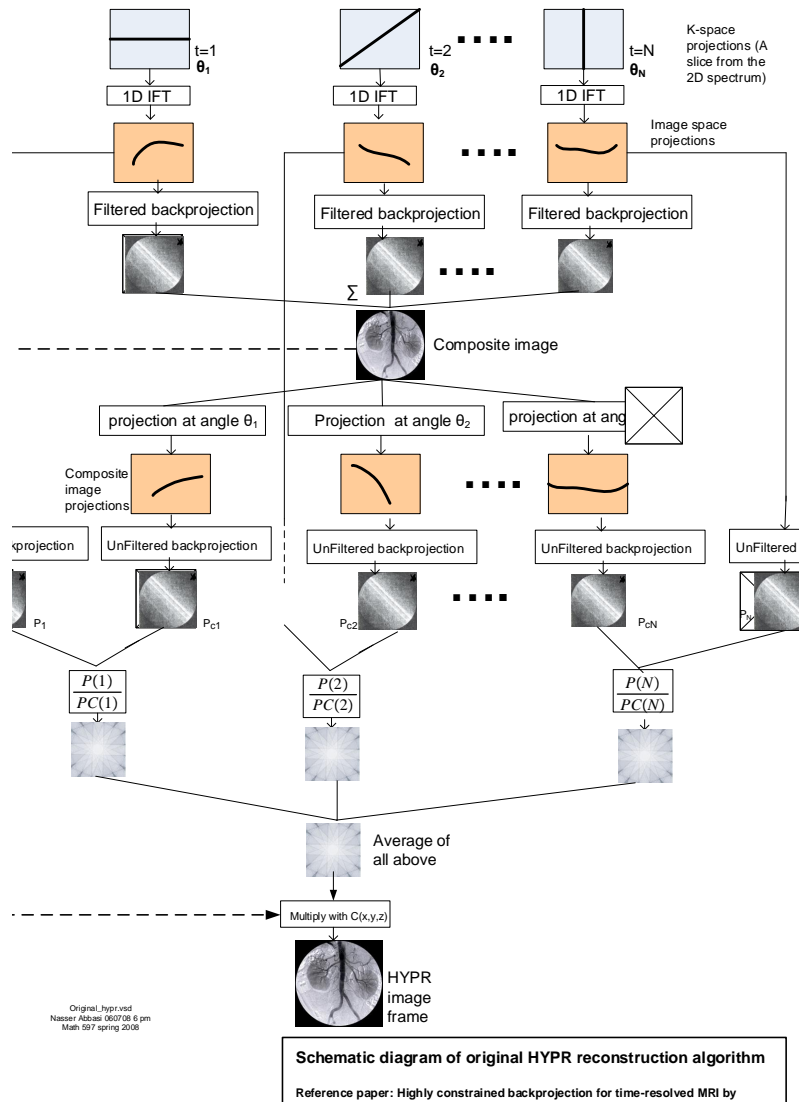 t=1
θ1
t=2
θ2
t=N
θN
K-space
projections (A
slice from the
2D spectrum)
1D IFT
1D IFT
1D IFT
Image space
projections
Filtered backprojection
Filtered backprojection
Filtered backprojection
Σ
Composite image
projection at angle θ1
Projection at angle θ2
projection at ang
Composite
image
projections
UnFiltered backprojection
UnFiltered backprojection
UnFiltered backprojection
UnFiltered
kprojection
P1
Pc1
Pc2
PcN
PN
P(1)
PC(1)
P(2)
PC(2)
P(N)
PC(N)
Average of
all above
Multiply with C(x,y,z)
HYPR
image
frame
Original_hypr.vsd
Nasser Abbasi 060708 6 pm
Math 597 spring 2008
Schematic diagram of original HYPR reconstruction algorithm
Reference paper: Highly constrained backprojection for time-resolved MRI by